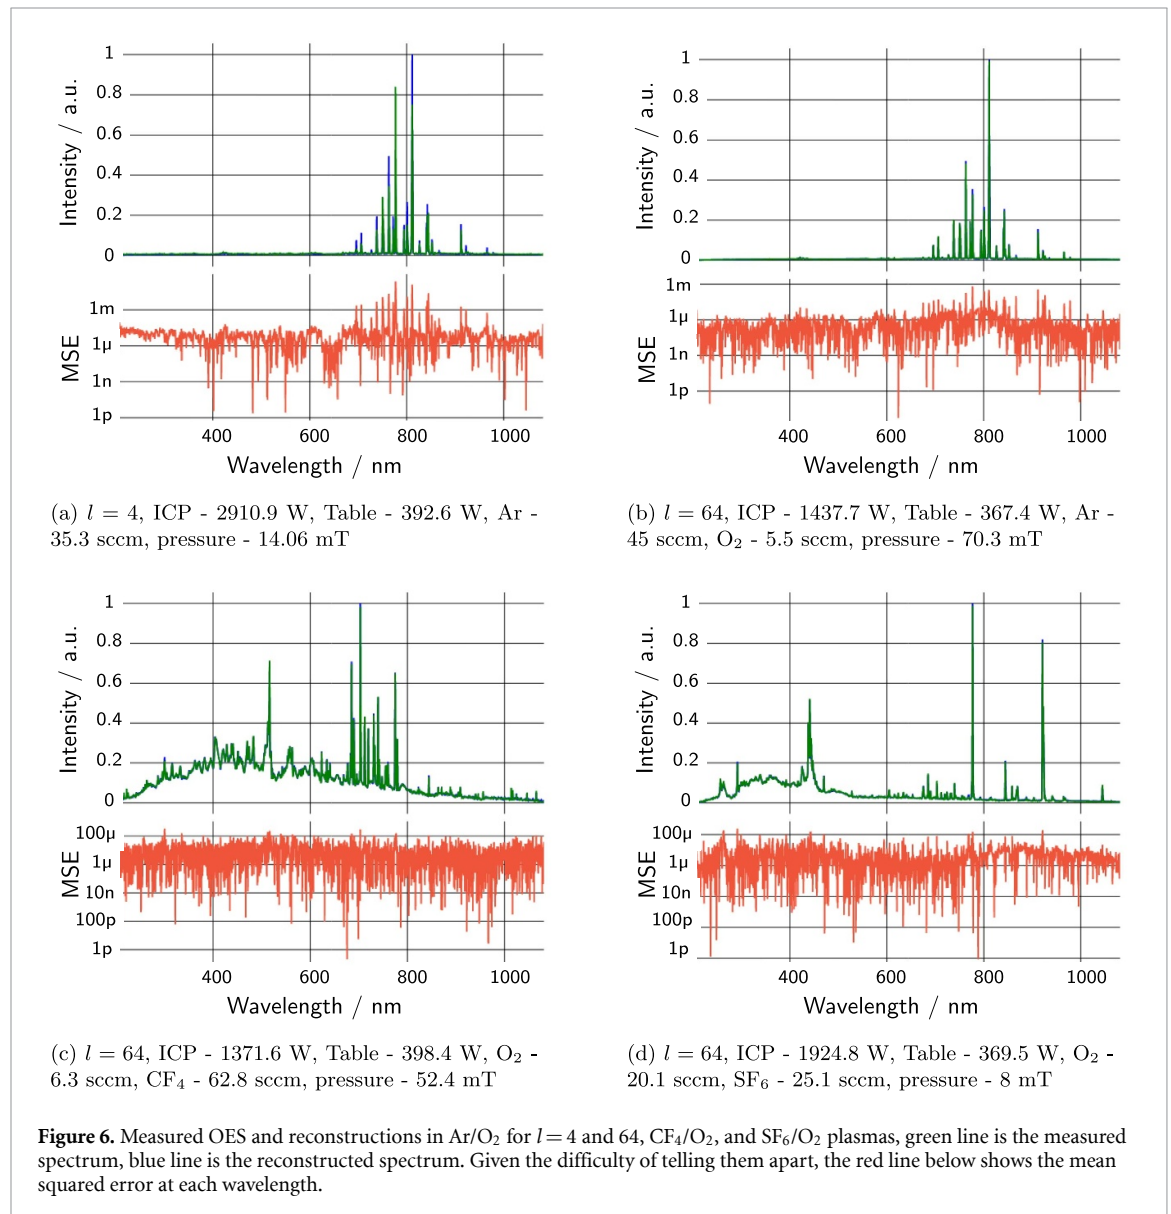 1
0.8
0.6
0.4
0.2
0
Intensity / a.u.
1m
1µ
1n
1p
MSE
400 600 800 1000
Wavelength / nm
(a) l = 4, ICP - 2910.9 W, Table - 392.6 W, Ar -
35.3 sccm, pressure - 14.06 mT
1
0.8
0.6
0.4
0.2
0
Intensity / a.u.
1m
1µ
1n
1p
MSE
400 600 800 1000
Wavelength / nm
(b) l = 64, ICP - 1437.7 W, Table - 367.4 W, Ar -
45 sccm, O₂ - 5.5 sccm, pressure - 70.3 mT
1
0.8
0.6
0.4
0.2
0
Intensity / a.u.
100µ
1µ
10n
100p
1p
MSE
400 600 800 1000
Wavelength / nm
(c) l = 64, ICP - 1371.6 W, Table - 398.4 W, O₂ -
6.3 sccm, CF₄ - 62.8 sccm, pressure - 52.4 mT
1
0.8
0.6
0.4
0.2
0
Intensity / a.u.
100µ
1µ
10n
100p
1p
MSE
400 600 800 1000
Wavelength / nm
(d) l = 64, ICP - 1924.8 W, Table - 369.5 W, O₂ -
20.1 sccm, SF₆ - 25.1 sccm, pressure - 8 mT
Figure 6. Measured OES and reconstructions in Ar/O₂ for l = 4 and 64, CF₄/O₂, and SF₆/O₂ plasmas, green line is the measured
spectrum, blue line is the reconstructed spectrum. Given the difficulty of telling them apart, the red line below shows the mean
squared error at each wavelength.